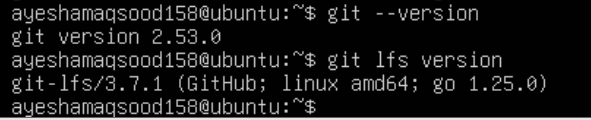 ayeshamaqsood158@ubuntu:~$ git --version
git version 2.53.0
ayeshamaqsood158@ubuntu:~$ git lfs version
git-lfs/3.7.1 (GitHub; linux amd64; go 1.25.0)
ayeshamaqsood158@ubuntu:~$